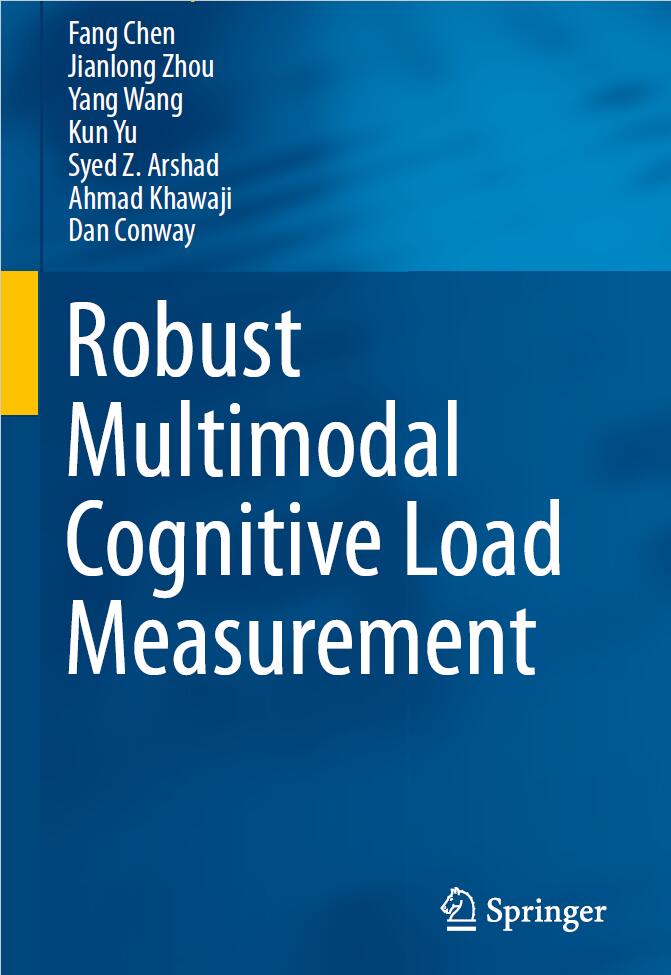 Fang Chen
Jianlong Zhou
Yang Wang
Kun Yu
Syed Z. Arshad
Ahmad Khawaji
Dan Conway
Robust
Multimodal
Cognitive Load
Measurement
Springer